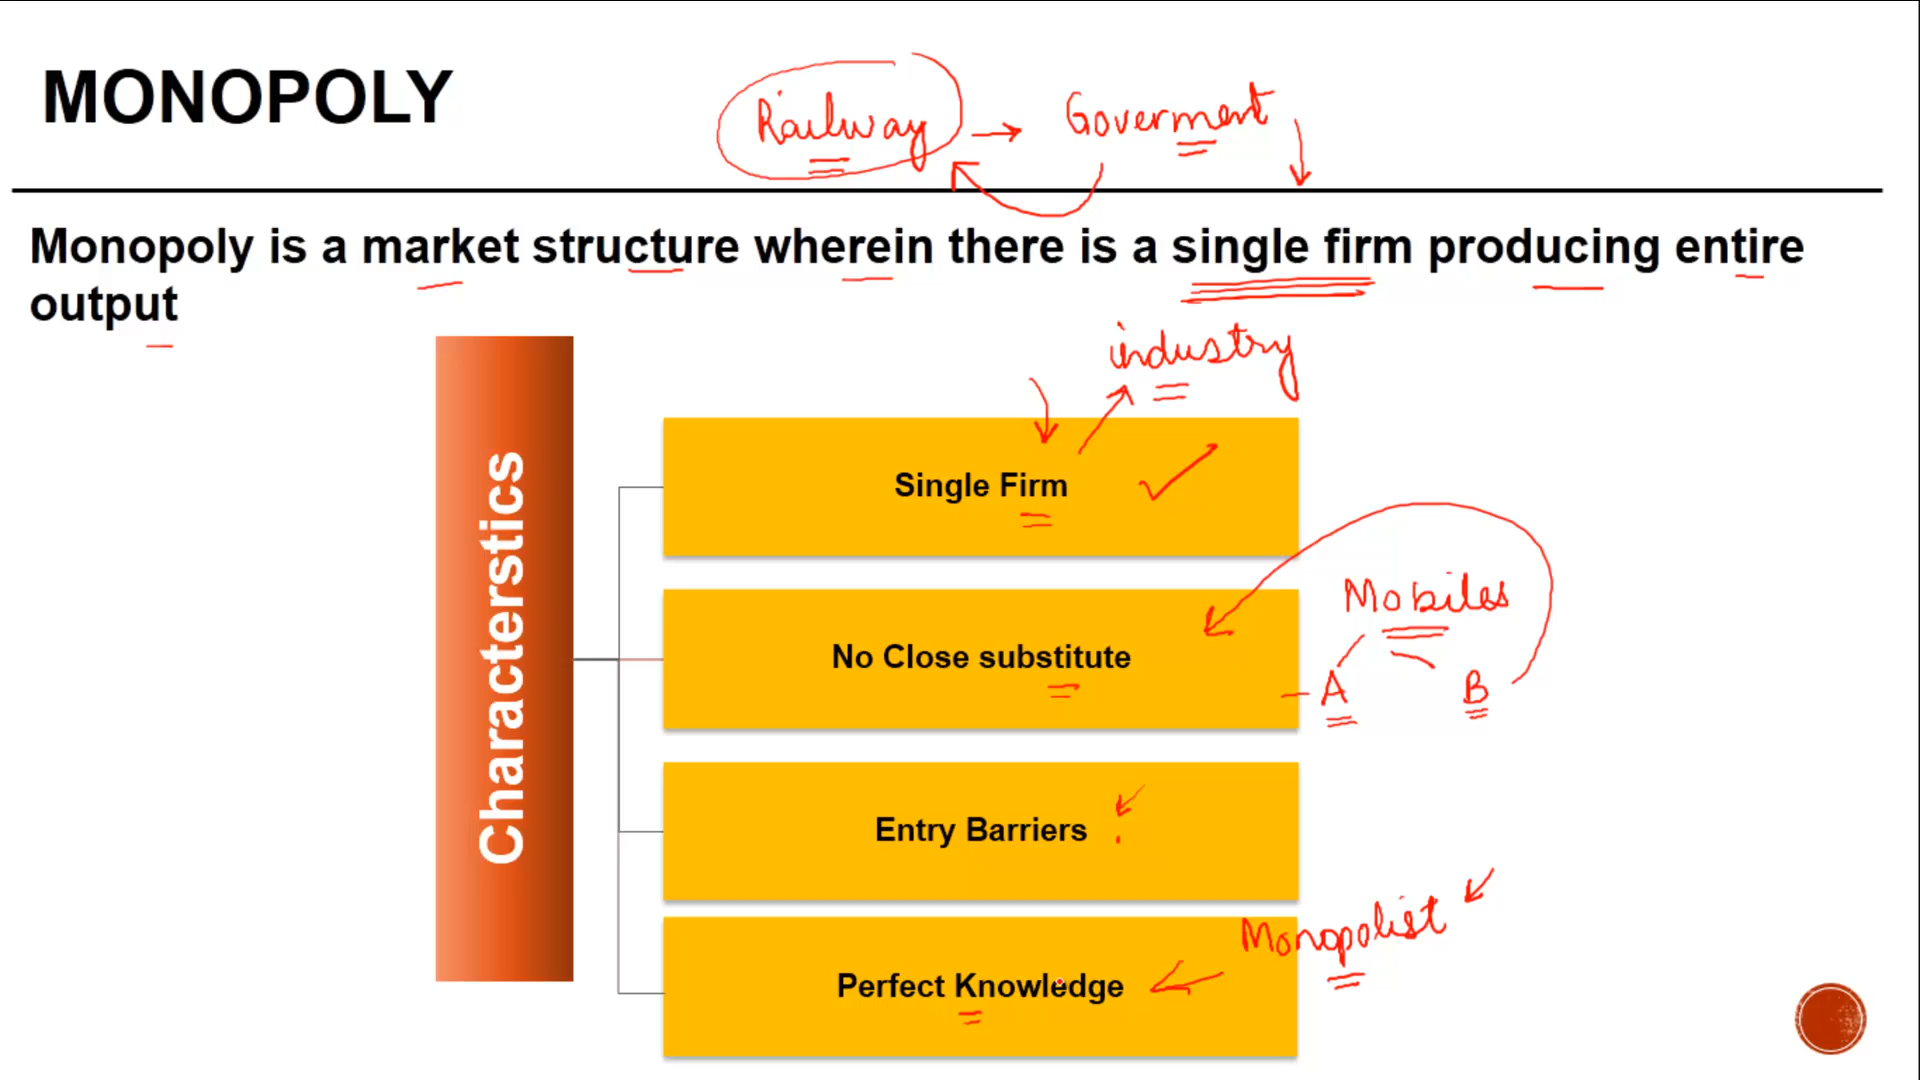 MONOPOLY
Railway → Goverment
Monopoly is a market structure wherein there is a single firm producing entire
output
industry
Characterstics
Single Firm
Mobiles
No Close substitute
A B
Entry Barriers
Monopolist
Perfect Knowledge